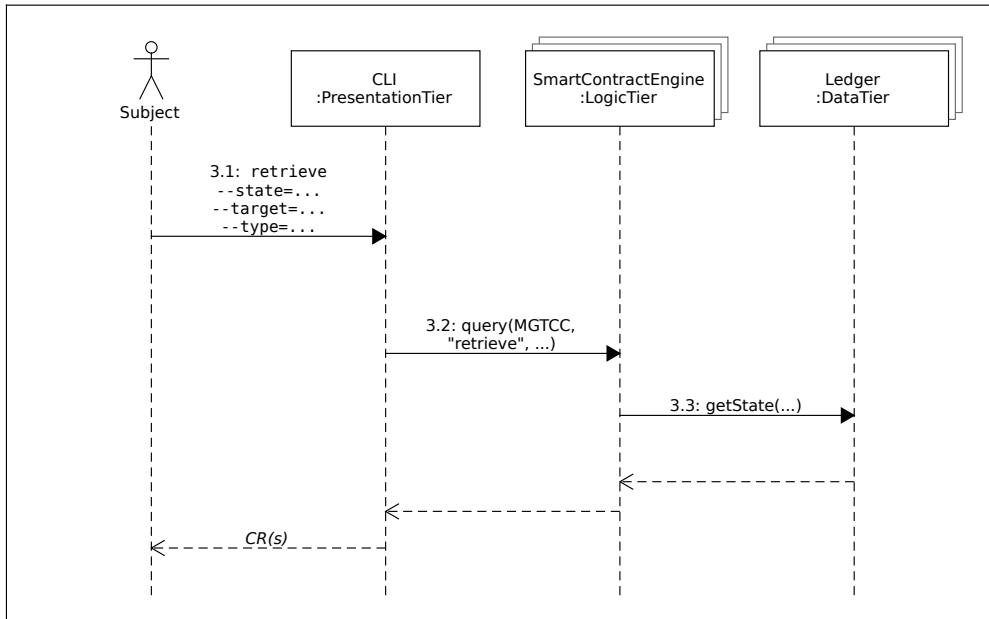 Subject
CLI
:PresentationTier
SmartContractEngine
:LogicTier
Ledger
:DataTier
3.1: retrieve
--state=...
--target=...
--type=...
3.2: query(MGTCC,
"retrieve", ...)
3.3: getState(...)
CR(s)